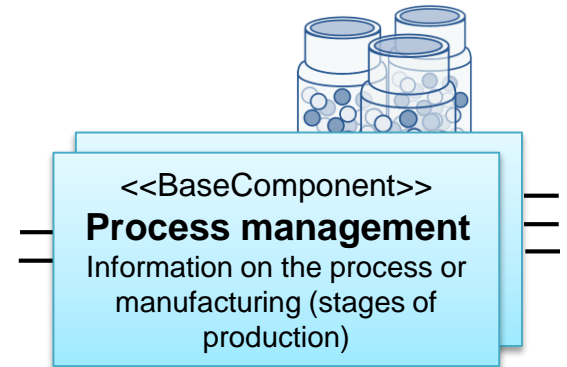 <<BaseComponent>>
Process management
Information on the process or
manufacturing (stages of
production)